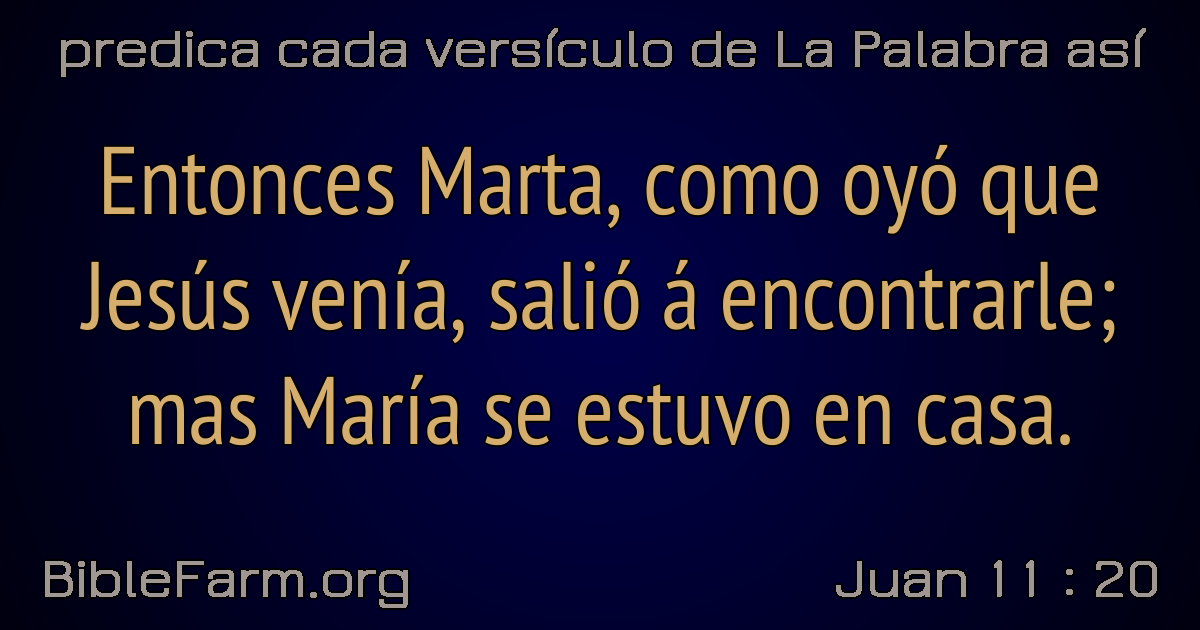 predica cada versículo de La Palabra así
Entonces Marta, como oyó que
Jesús venía, salió á encontrarle;
mas María se estuvo en casa.
BibleFarm.org
Juan 11 : 20